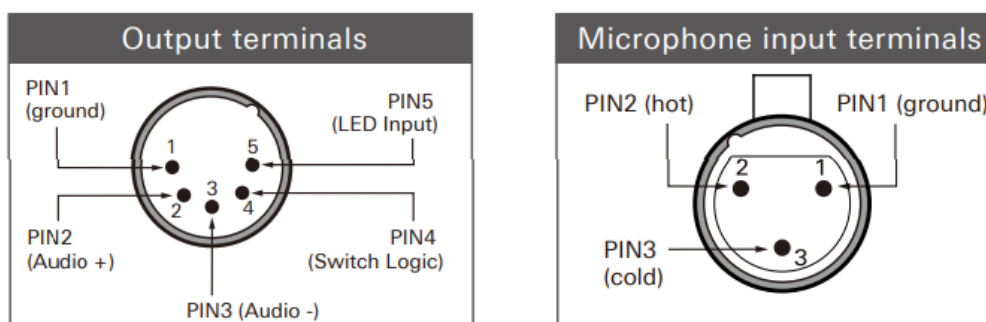 Output terminals
PIN1
(ground)
PIN5
(LED Input)
1
5
2
3
4
PIN2
(Audio +)
PIN4
(Switch Logic)
PIN3 (Audio -)
Microphone input terminals
PIN2 (hot)
PIN1 (ground)
2
1
PIN3
(cold)
3